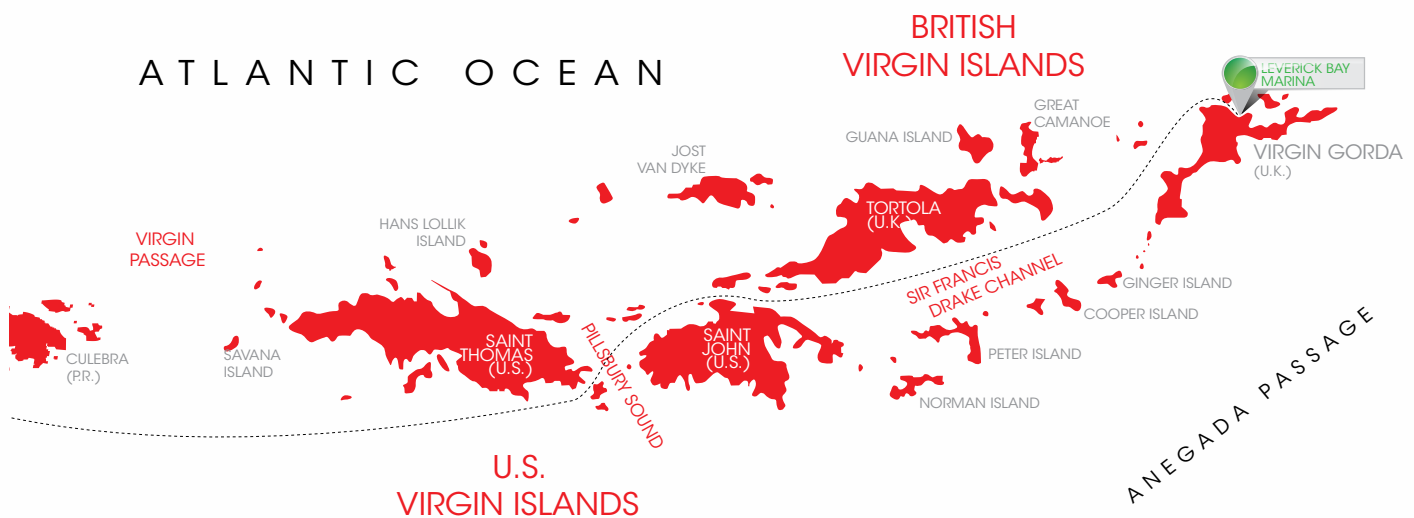 BRITISH
VIRGIN ISLANDS
ATLANTIC OCEAN
LEVERICK BAY
MARINA
GREAT
CAMANOE
GUANA ISLAND
JOST
VAN DYKE
VIRGIN GORDA
(U.K.)
TORTOLA
(U.K.)
HANS LOLLIK
ISLAND
VIRGIN
PASSAGE
SIR FRANCIS
DRAKE CHANNEL
GINGER ISLAND
COOPER ISLAND
PETER ISLAND
NORMAN ISLAND
ANEGADA PASSAGE
CULEBRA
(P.R.)
SAVANA
ISLAND
SAINT
THOMAS
(U.S.)
PILLSBURY SOUND
SAINT
JOHN
(U.S.)
U.S.
VIRGIN ISLANDS